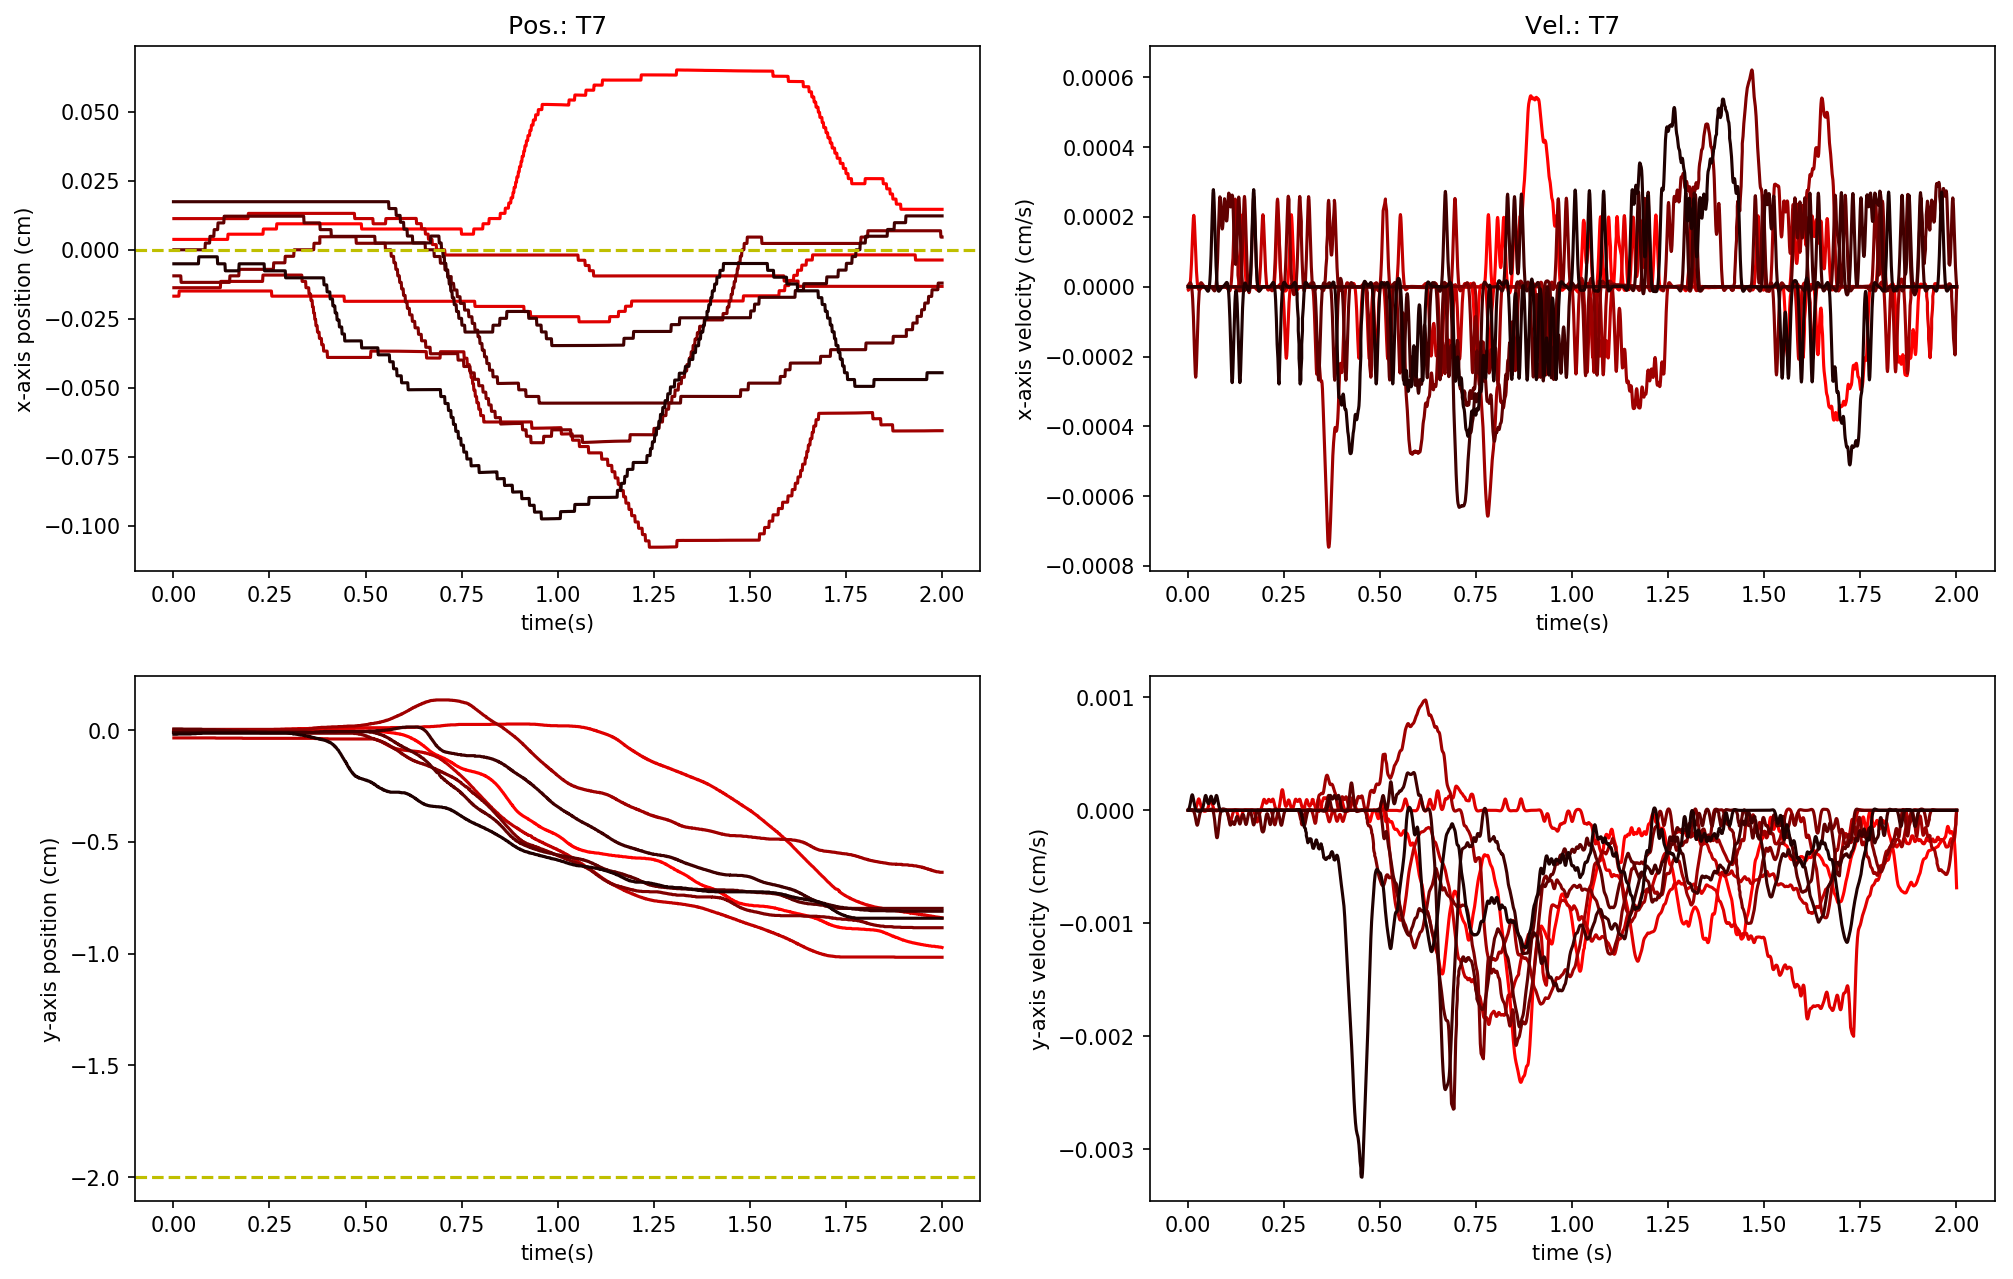 Pos.: T7
x-axis position (cm)
0.050
0.025
0.000
−0.025
−0.050
−0.075
−0.100
0.00 0.25 0.50 0.75 1.00 1.25 1.50 1.75 2.00
time(s)
Vel.: T7
x-axis velocity (cm/s)
0.0006
0.0004
0.0002
0.0000
−0.0002
−0.0004
−0.0006
−0.0008
0.00 0.25 0.50 0.75 1.00 1.25 1.50 1.75 2.00
time(s)
y-axis position (cm)
0.0
−0.5
−1.0
−1.5
−2.0
0.00 0.25 0.50 0.75 1.00 1.25 1.50 1.75 2.00
time(s)
y-axis velocity (cm/s)
0.001
0.000
−0.001
−0.002
−0.003
0.00 0.25 0.50 0.75 1.00 1.25 1.50 1.75 2.00
time (s)